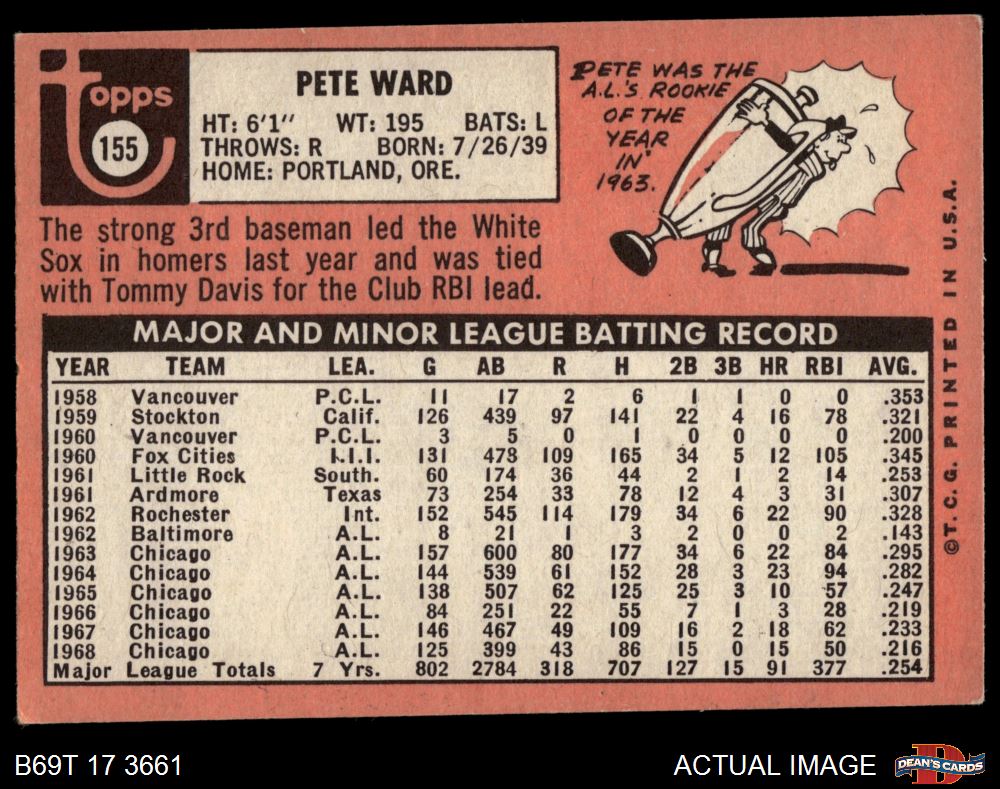 Topps
155
PETE WARD
HT: 6'1" WT: 195 BATS: L
THROWS: R BORN: 7/26/39
HOME: PORTLAND, ORE.
PETE WAS THE
A.L.'S ROOKIE
OF THE
YEAR
IN
1963.
The strong 3rd baseman led the White
Sox in homers last year and was tied
with Tommy Davis for the Club RBI lead.
MAJOR AND MINOR LEAGUE BATTING RECORD
YEAR TEAM LEA. G AB R H 2B 3B HR RBI AVG.
1958 Vancouver P.C.L. 11 17 2 6 1 1 0 0 .353
1959 Stockton Calif. 126 439 97 141 22 4 16 78 .321
1960 Vancouver P.C.L. 3 5 0 1 0 0 0 0 .200
1960 Fox Cities I.I.I. 131 478 109 165 34 5 12 105 .345
1961 Little Rock South. 60 174 36 44 2 1 2 14 .253
1961 Ardmore Texas 73 254 33 78 12 4 3 31 .307
1962 Rochester Int. 152 545 114 179 34 6 22 90 .328
1962 Baltimore A.L. 8 21 1 3 2 0 0 2 .143
1963 Chicago A.L. 157 600 80 177 34 6 22 84 .295
1964 Chicago A.L. 144 539 61 152 28 3 23 94 .282
1965 Chicago A.L. 138 507 62 125 25 3 10 57 .247
1966 Chicago A.L. 84 251 22 55 7 1 3 28 .219
1967 Chicago A.L. 146 467 49 109 16 2 18 62 .233
1968 Chicago A.L. 125 399 43 86 15 0 15 50 .216
Major League Totals 7 Yrs. 802 2784 318 707 127 15 91 377 .254
©T.C.G. PRINTED IN U.S.A.
B69T 17 3661
ACTUAL IMAGE
D
DEAN'S CARDS